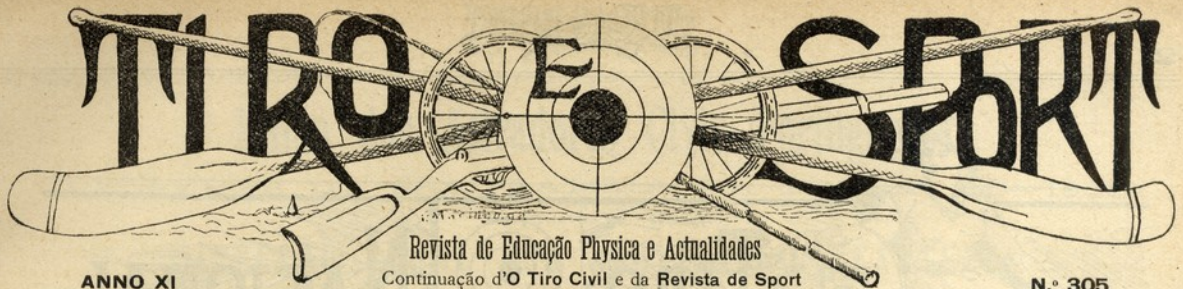 TIRO E SPORT
Revista de Educação Physica e Actualidades
Continuação d'O Tiro Civil e da Revista de Sport
ANNO XI
N.º 305